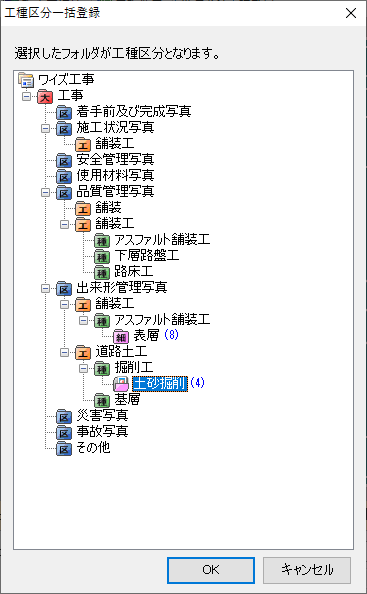 工種区分一括登録
選択したフォルダが工種区分となります。
ワイズ工事
大 工事
区 着手前及び完成写真
区 施工状況写真
工 舗装工
区 安全管理写真
区 使用材料写真
区 品質管理写真
工 舗装
工 舗装工
種 アスファルト舗装工
種 下層路盤工
種 路床工
区 出来形管理写真
工 舗装工
種 アスファルト舗装工
細 表層 (8)
工 道路土工
種 掘削工
土砂掘削 (4)
種 基層
区 災害写真
区 事故写真
区 その他
OK キャンセル